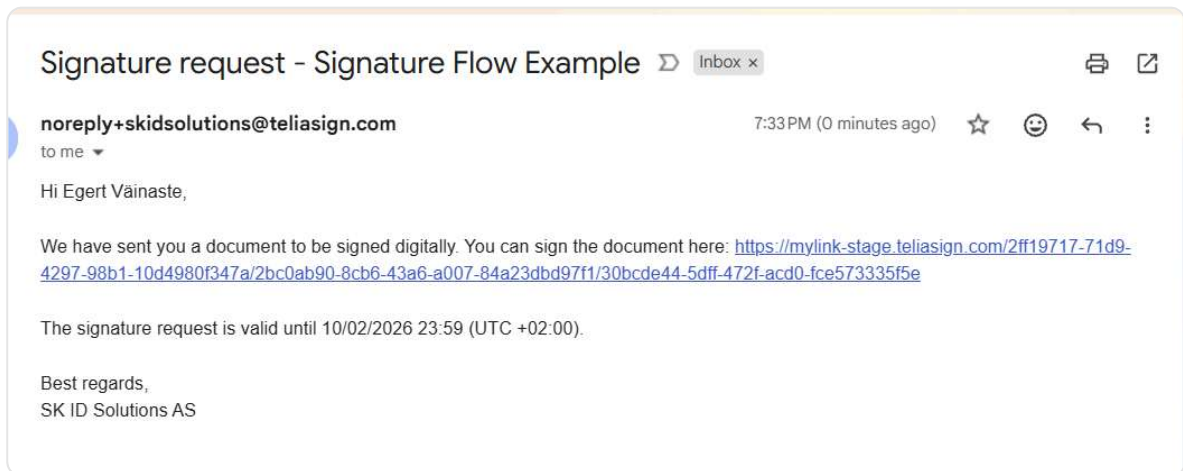 Signature request - Signature Flow Example Inbox ×
noreply+skidsolutions@teliasign.com 7:33 PM (0 minutes ago)
to me
Hi Egert Väinaste,
We have sent you a document to be signed digitally. You can sign the document here: https://mylink-stage.teliasign.com/2ff19717-71d9-
4297-98b1-10d4980f347a/2bc0ab90-8cb6-43a6-a007-84a23dbd97f1/30bcde44-5dff-472f-acd0-fce573335f5e
The signature request is valid until 10/02/2026 23:59 (UTC +02:00).
Best regards,
SK ID Solutions AS